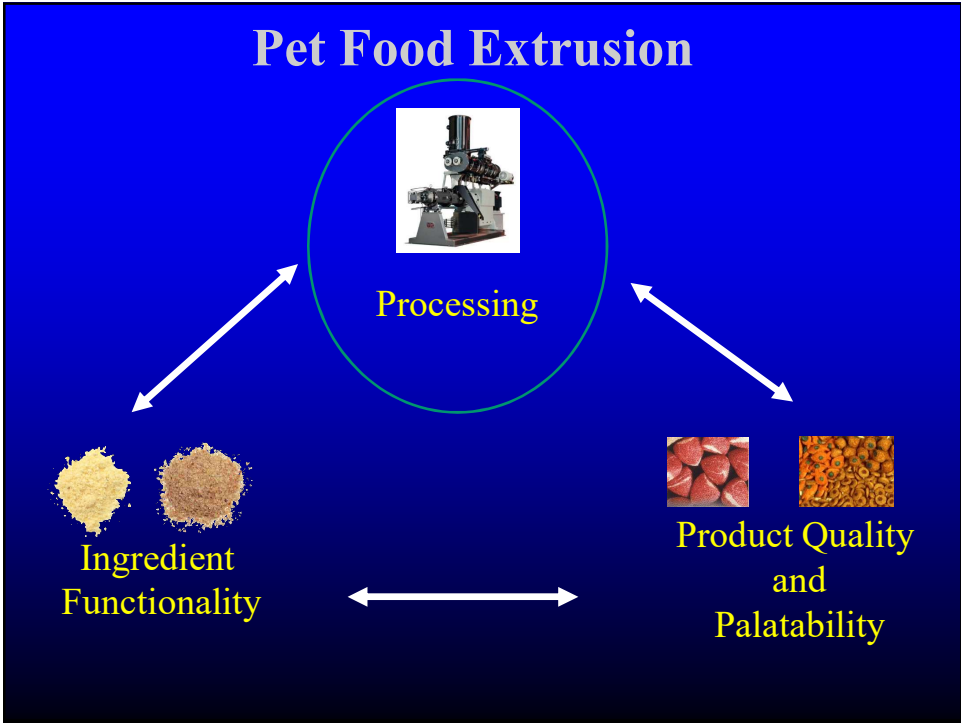 Pet Food Extrusion
Processing
Ingredient
Functionality
Product Quality
and
Palatability